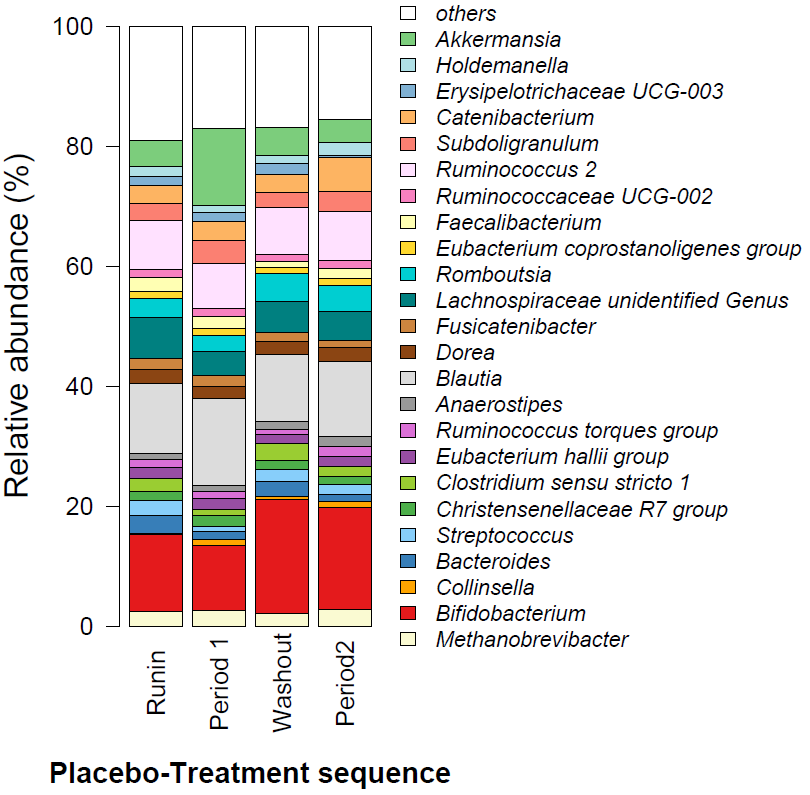 Relative abundance (%)
100
80
60
40
20
0
Runin
Period 1
Washout
Period2
Placebo-Treatment sequence
others
Akkermansia
Holdemanella
Erysipelotrichaceae UCG-003
Catenibacterium
Subdoligranulum
Ruminococcus 2
Ruminococcaceae UCG-002
Faecalibacterium
Eubacterium coprostanoligenes group
Romboutsia
Lachnospiraceae unidentified Genus
Fusicatenibacter
Dorea
Blautia
Anaerostipes
Ruminococcus torques group
Eubacterium hallii group
Clostridium sensu stricto 1
Christensenellaceae R7 group
Streptococcus
Bacteroides
Collinsella
Bifidobacterium
Methanobrevibacter